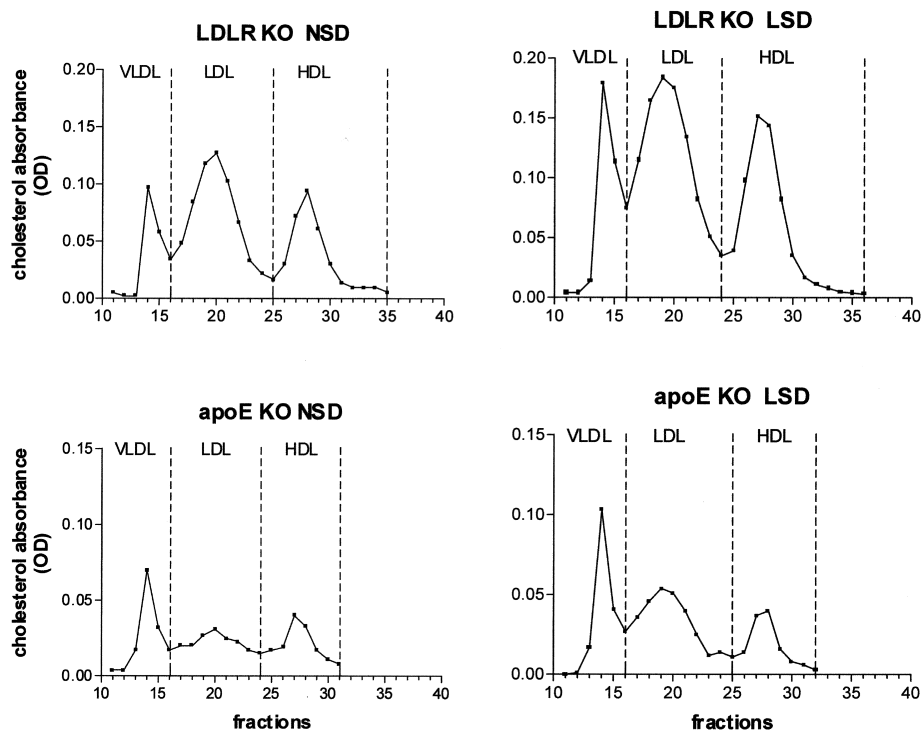 LDLR KO NSD
VLDL LDL HDL
0.20
0.15
0.10
0.05
0.00
10 15 20 25 30 35 40
cholesterol absorbance
(OD)
LDLR KO LSD
VLDL LDL HDL
0.20
0.15
0.10
0.05
0.00
10 15 20 25 30 35 40
apoE KO NSD
VLDL LDL HDL
0.15
0.10
0.05
0.00
10 15 20 25 30 35 40
cholesterol absorbance
(OD)
fractions
apoE KO LSD
VLDL LDL HDL
0.15
0.10
0.05
0.00
10 15 20 25 30 35 40
fractions